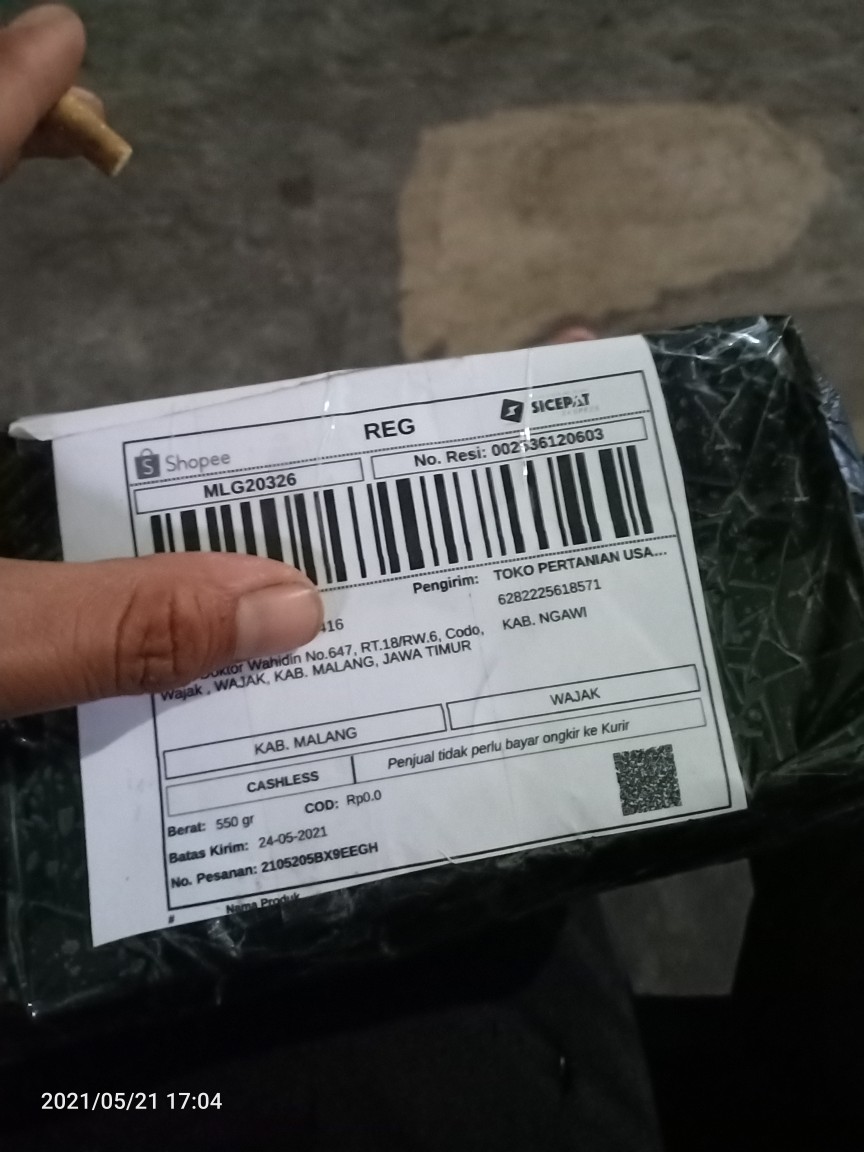 REG
SICEPAT
Shopee
MLG20326
No. Resi:
Pengirim: TOKO PERTANIAN USA...
6282225618571
KAB. NGAWI
416
Wahidin No.647, RT.18/RW.6, Codo,
Wajak , WAJAK, KAB. MALANG, JAWA TIMUR
KAB. MALANG
WAJAK
CASHLESS
Penjual tidak perlu bayar ongkir ke Kurir
Berat: 550 gr
COD: Rp0.0
Batas Kirim: 24-05-2021
No. Pesanan: 2105205BX9EEGH
#
Nama Produk
2021/05/21 17:04